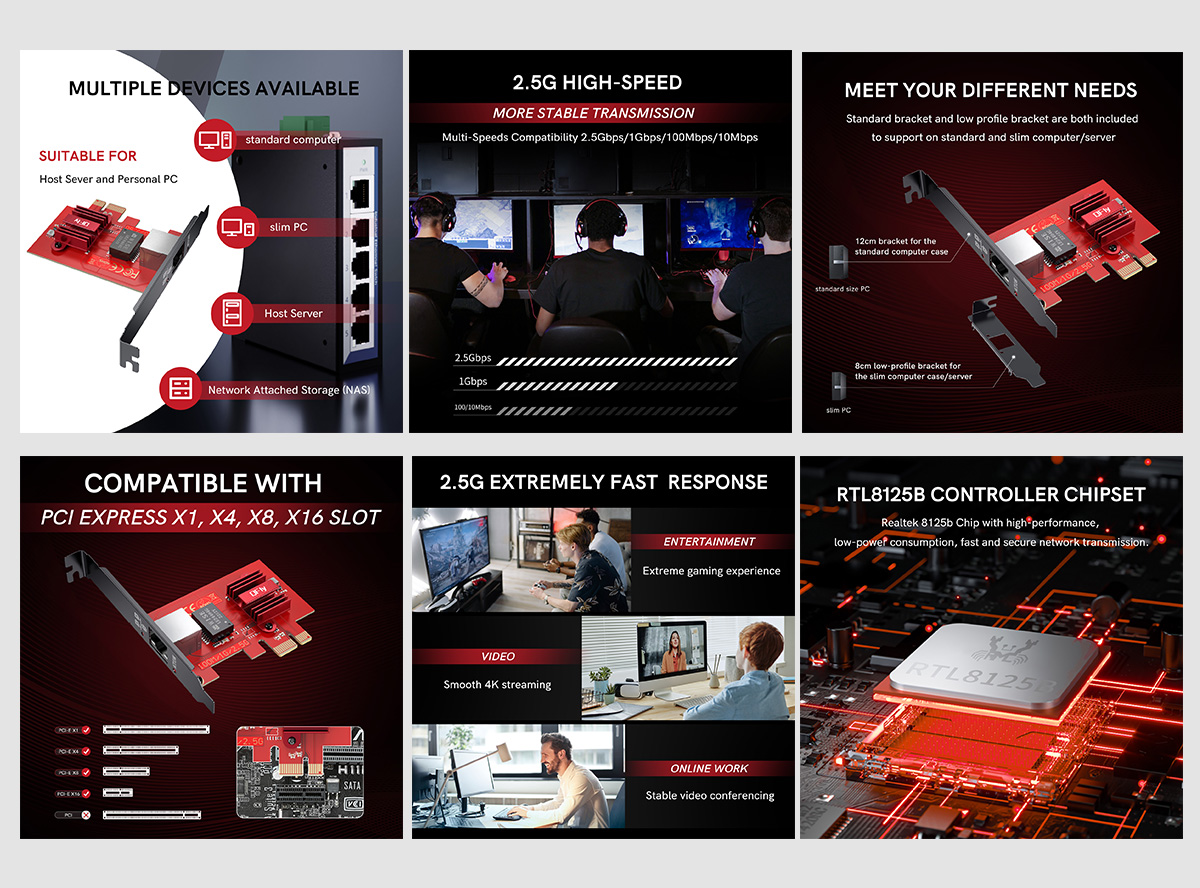 MULTIPLE DEVICES AVAILABLE
standard computer
SUITABLE FOR
Host Sever and Personal PC
slim PC
Host Server
Network Attached Storage (NAS)
2.5G HIGH-SPEED
MORE STABLE TRANSMISSION
Multi-Speeds Compatibility 2.5Gbps/1Gbps/100Mbps/10Mbps
2.5Gbps
1Gbps
100/10Mbps
MEET YOUR DIFFERENT NEEDS
Standard bracket and low profile bracket are both included
to support on standard and slim computer/server
12cm bracket for the
standard computer case
standard size PC
8cm low-profile bracket for
the slim computer case/server
slim PC
COMPATIBLE WITH
PCI EXPRESS X1, X4, X8, X16 SLOT
PCI-E X1
PCI-E X4
PCI-E X8
PCI-E X16
PCI
SATA
2.5G EXTREMELY FAST RESPONSE
ENTERTAINMENT
Extreme gaming experience
VIDEO
Smooth 4K streaming
ONLINE WORK
Stable video conferencing
RTL8125B CONTROLLER CHIPSET
Realtek 8125b Chip with high-performance,
low-power consumption, fast and secure network transmission.
RTL8125B